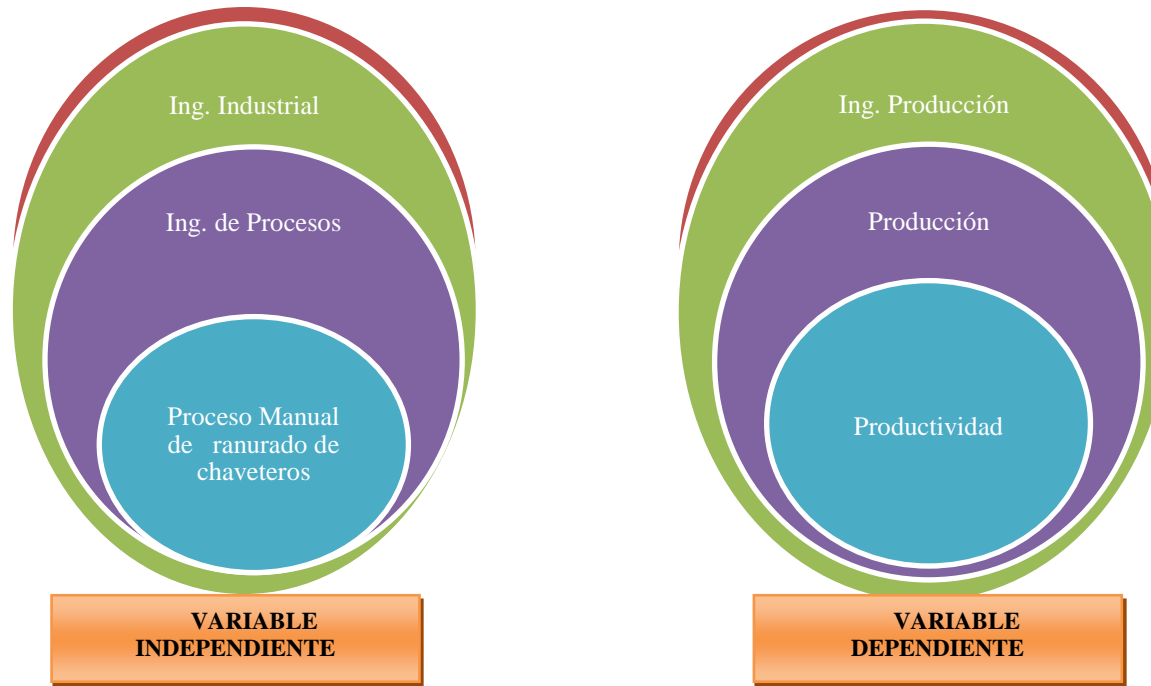 Ing. Industrial
Ing. de Procesos
Proceso Manual
de ranurado de
chaveteros
VARIABLE
INDEPENDIENTE
Ing. Producción
Producción
Productividad
VARIABLE
DEPENDIENTE